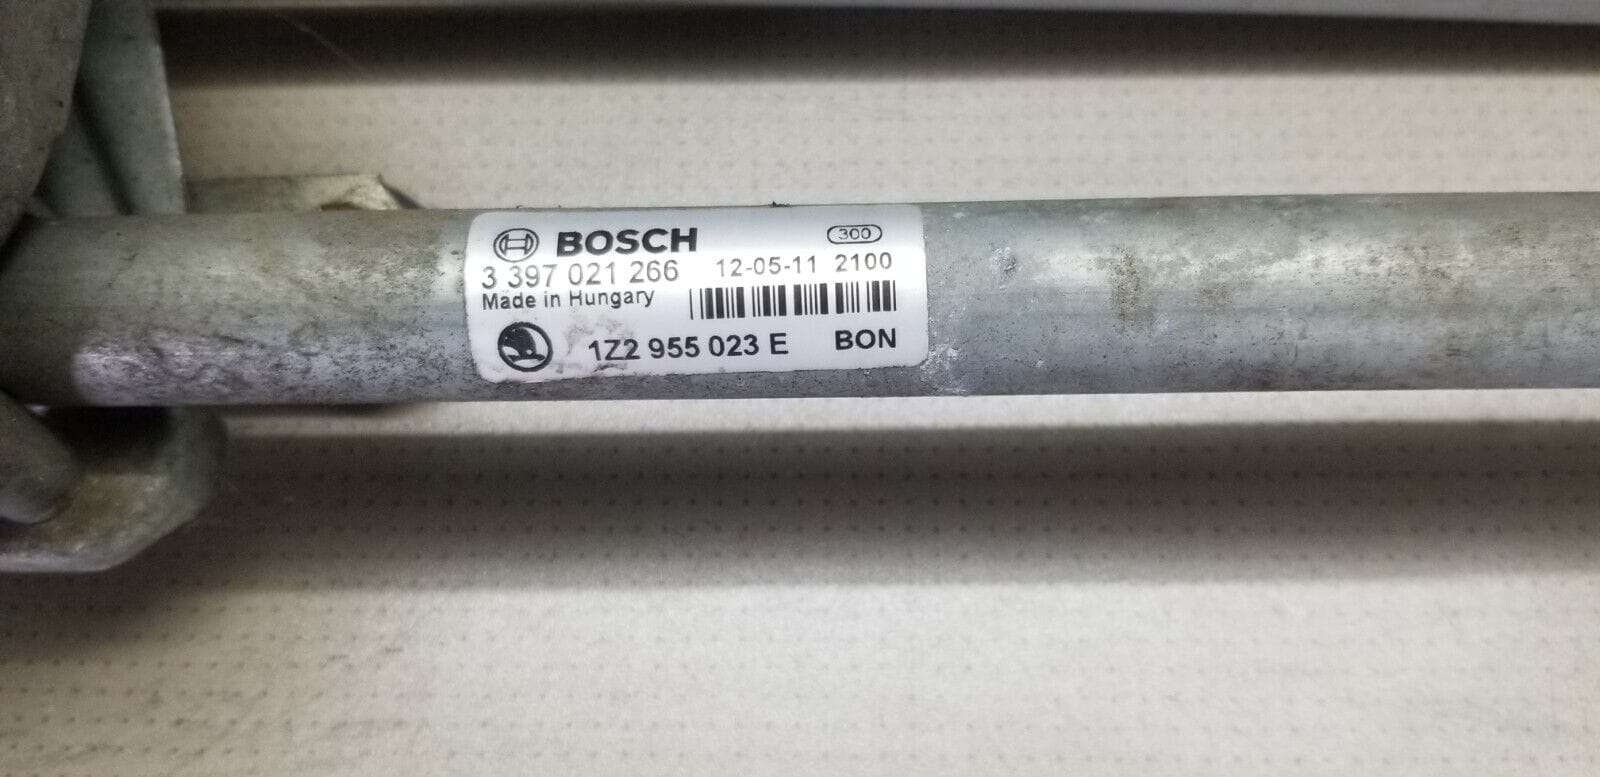 BOSCH 300
3 397 021 266 12-05-11 2100
Made in Hungary
1Z2 955 023 E BON